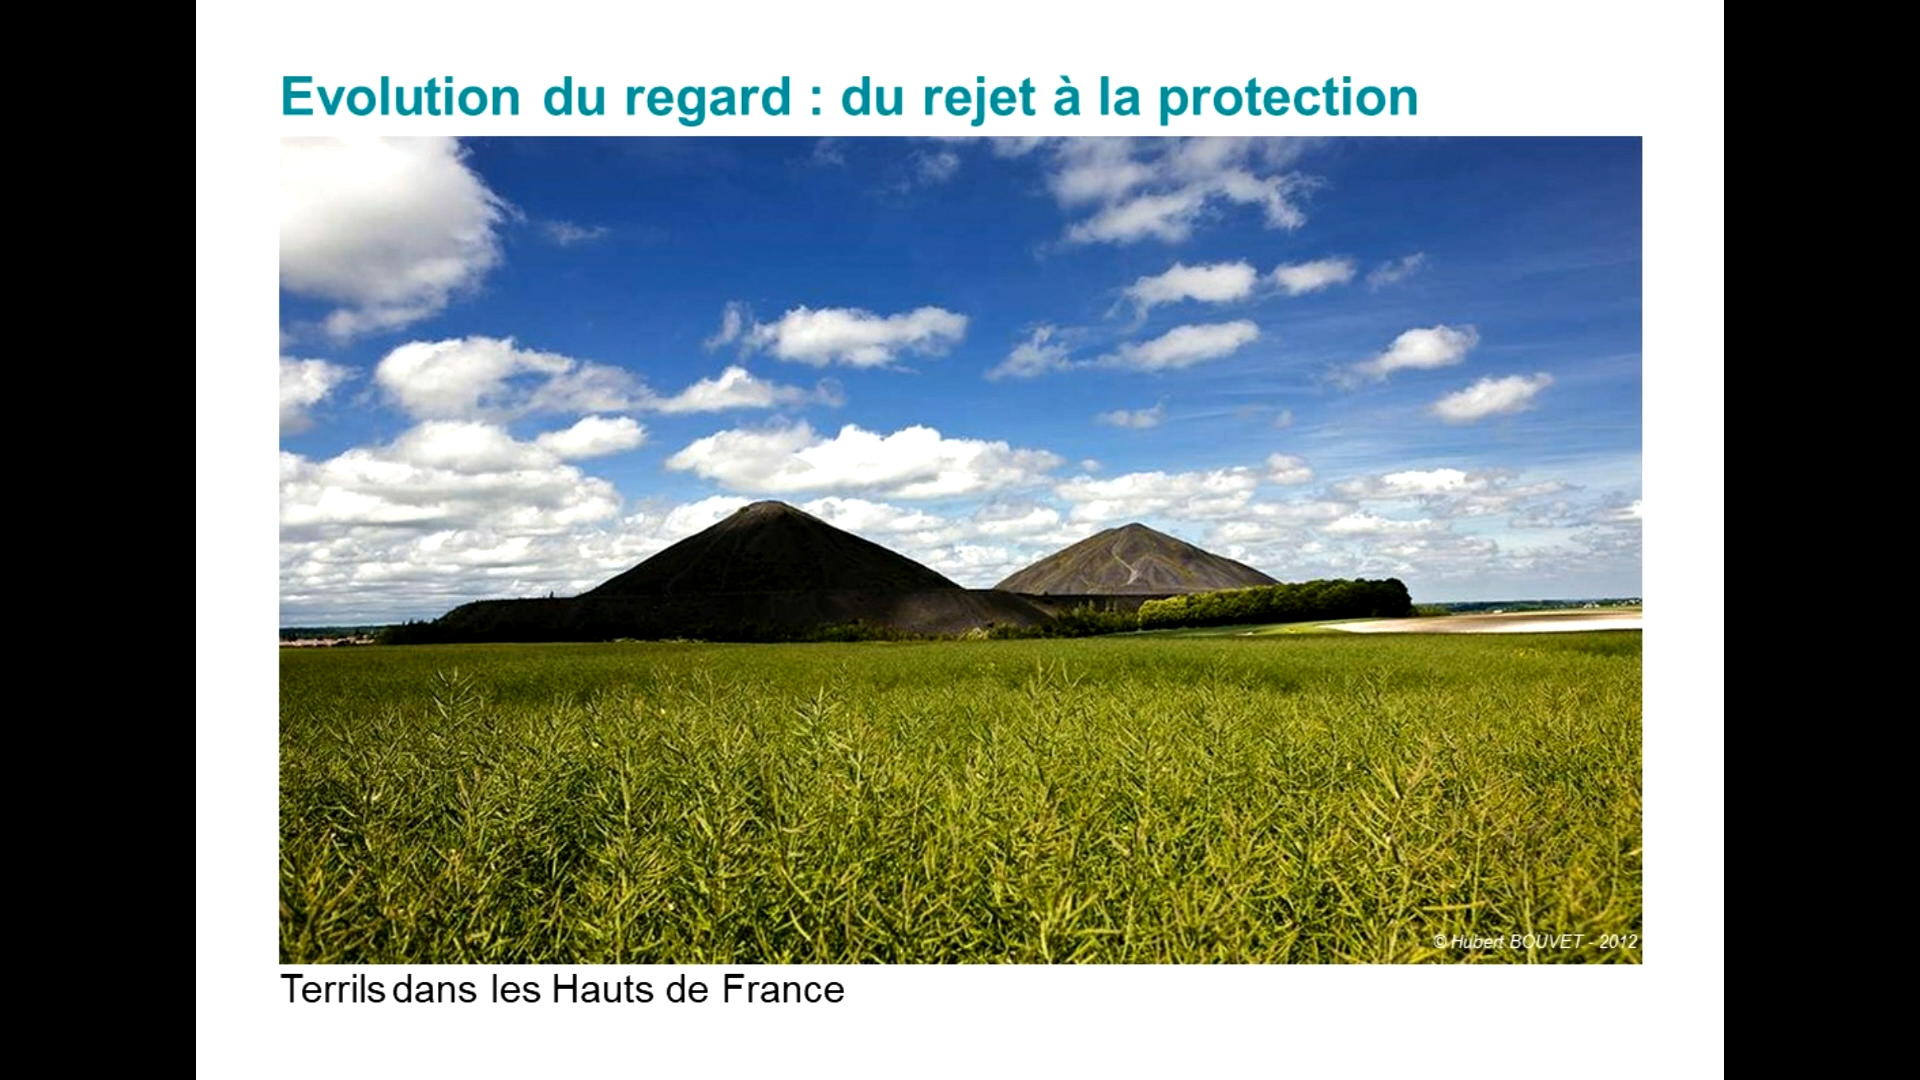 Evolution du regard : du rejet à la protection
© Hubert BOUVET - 2012
Terrils dans les Hauts de France